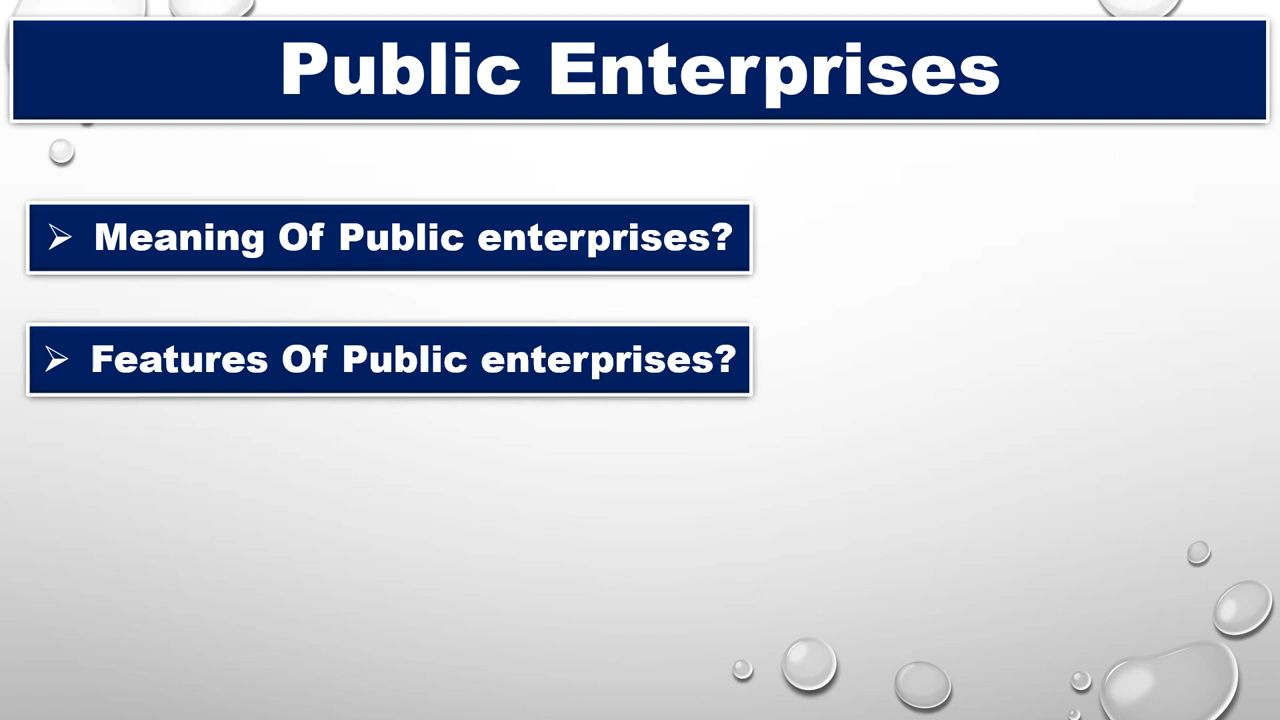 Public Enterprises
➢ Meaning Of Public enterprises?
➢ Features Of Public enterprises?